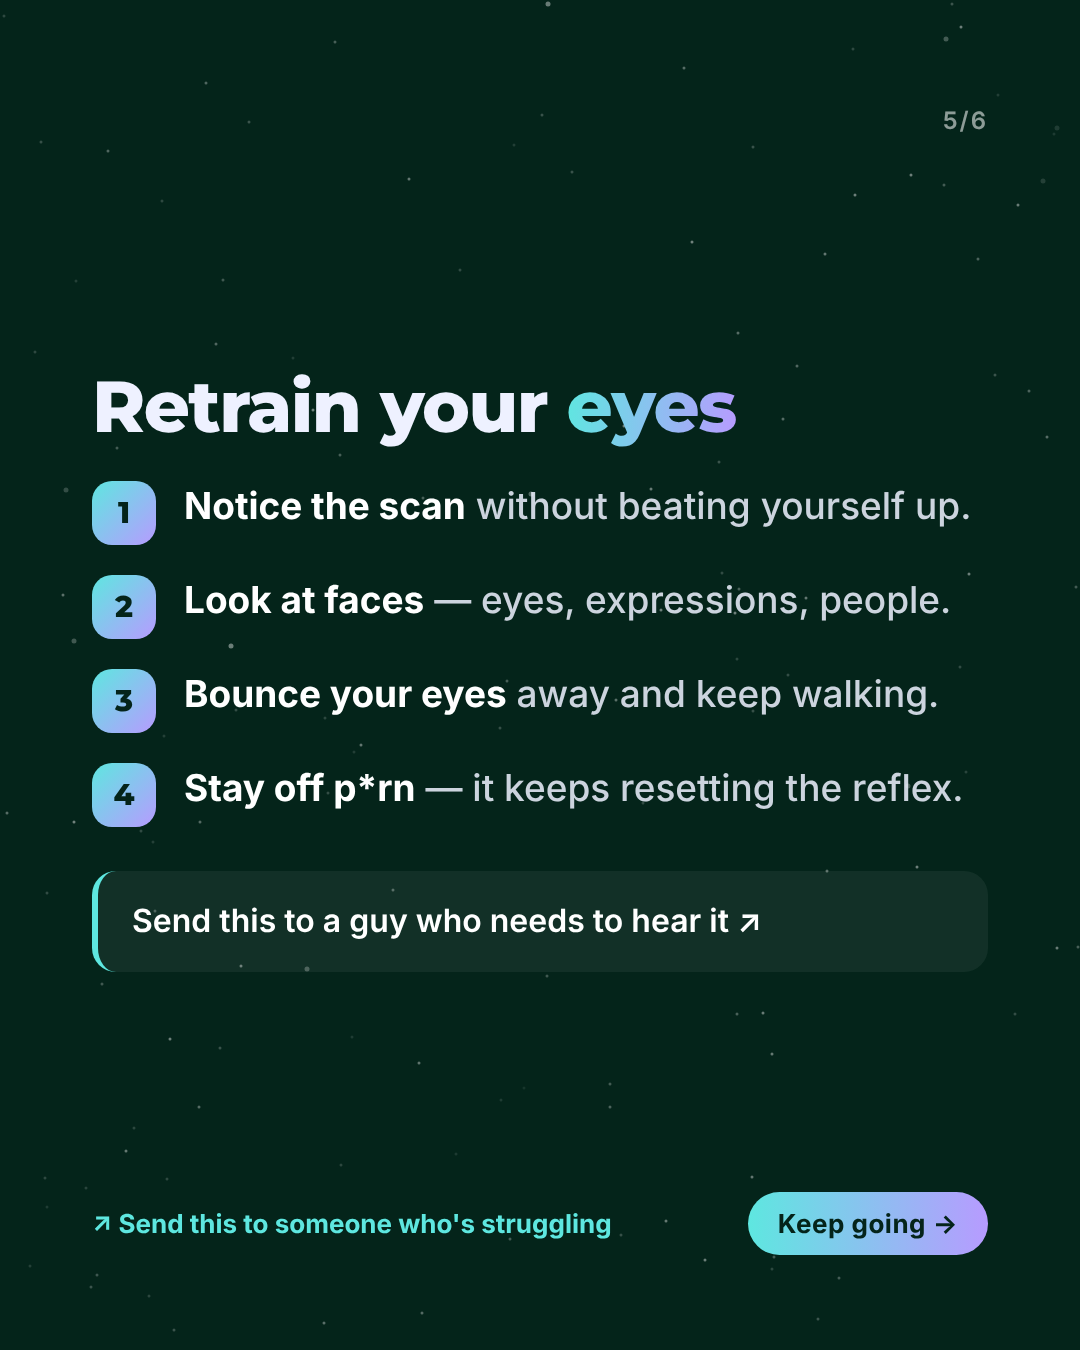 5/6
Retrain your eyes
1 Notice the scan without beating yourself up.
2 Look at faces — eyes, expressions, people.
3 Bounce your eyes away and keep walking.
4 Stay off p*rn — it keeps resetting the reflex.
Send this to a guy who needs to hear it ↗
↗ Send this to someone who's struggling
Keep going →